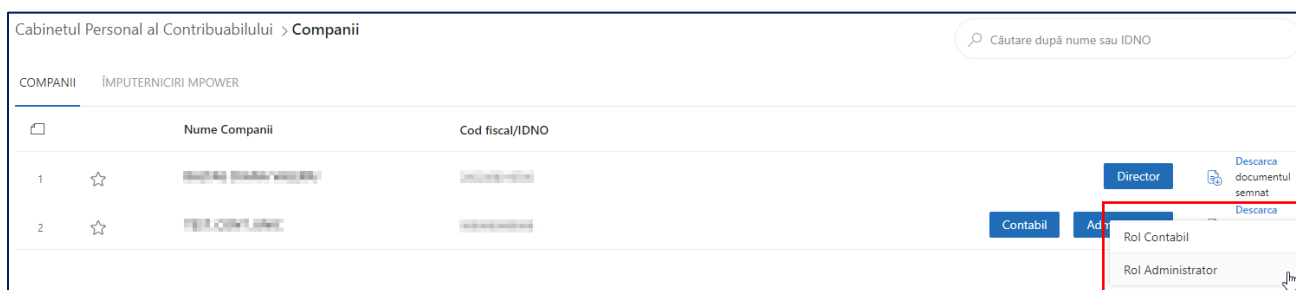 Cabinetul Personal al Contribuabilului > Companii
Căutare după nume sau IDNO
COMPANII ÎMPUTERNICIRI MPOWER
Nume Companii Cod fiscal/IDNO
1 Director Descarca
documentul
semnat
2 Contabil Descarca
Rol Contabil
Rol Administrator